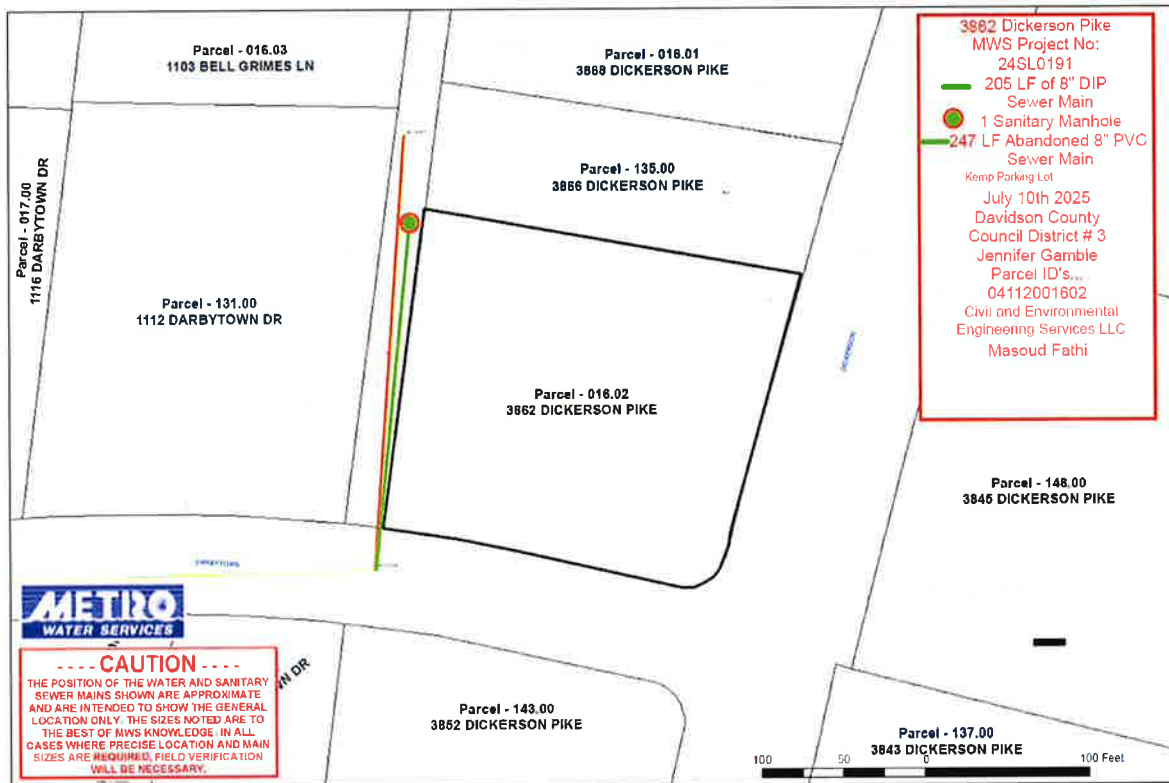 Parcel - 016.03
1103 BELL GRIMES LN
Parcel - 016.01
3868 DICKERSON PIKE
3862 Dickerson Pike
MWS Project No:
24SL0191
205 LF of 8" DIP
Sewer Main
1 Sanitary Manhole
247 LF Abandoned 8" PVC
Sewer Main
Kemp Parking Lot
July 10th 2025
Davidson County
Council District # 3
Jennifer Gamble
Parcel ID's...
04112001602
Civil and Environmental
Engineering Services LLC
Masoud Fathi
Parcel - 017.00
1116 DARBYTOWN DR
Parcel - 135.00
3866 DICKERSON PIKE
Parcel - 131.00
1112 DARBYTOWN DR
DICKERSON
Parcel - 016.02
3862 DICKERSON PIKE
Parcel - 148.00
3845 DICKERSON PIKE
DARBYTOWN
METRO
WATER SERVICES
- - - - CAUTION - - - -
THE POSITION OF THE WATER AND SANITARY
SEWER MAINS SHOWN ARE APPROXIMATE
AND ARE INTENDED TO SHOW THE GENERAL
LOCATION ONLY. THE SIZES NOTED ARE TO
THE BEST OF MWS KNOWLEDGE. IN ALL
CASES WHERE PRECISE LOCATION AND MAIN
SIZES ARE REQUIRED, FIELD VERIFICATION
WILL BE NECESSARY.
WN DR
Parcel - 143.00
3852 DICKERSON PIKE
Parcel - 137.00
3843 DICKERSON PIKE
100 50 0 100 Feet